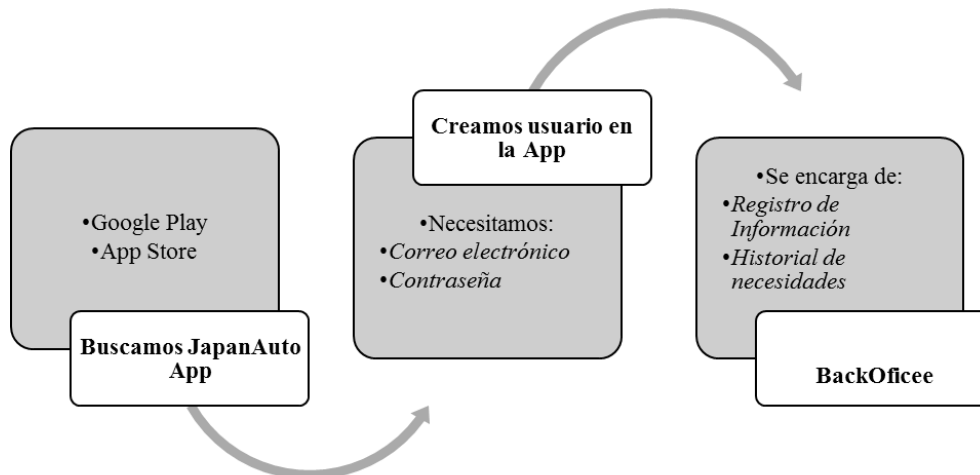 •Google Play
•App Store
Buscamos JapanAuto
App
Creamos usuario en
la App
•Necesitamos:
•Correo electrónico
•Contraseña
•Se encarga de:
•Registro de
Información
•Historial de
necesidades
BackOficee